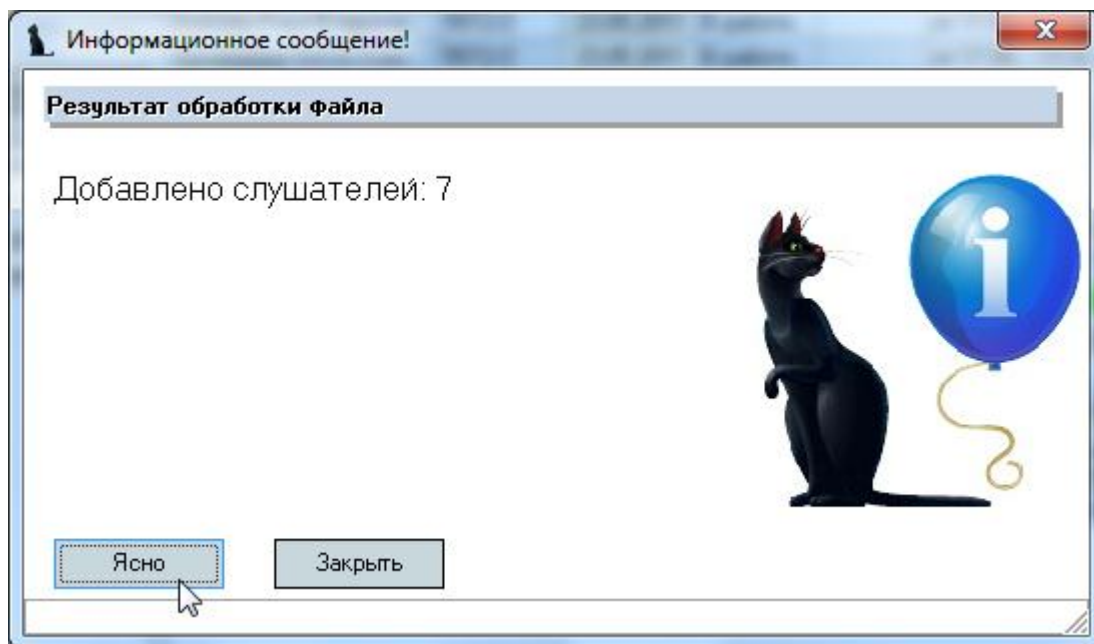 Информационное сообщение!
Результат обработки файла
Добавлено слушателей: 7
i
Ясно
Закрыть